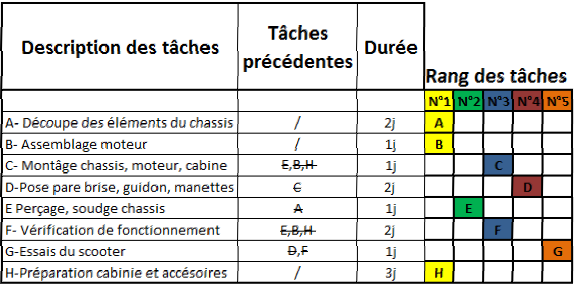 Description des tâches Tâches précédentes Durée
Rang des tâches
N°1 N°2 N°3 N°4 N°5
A- Découpe des éléments du chassis / 2j A
B- Assemblage moteur / 1j B
C- Montâge chassis, moteur, cabine E,B,H 1j C
D-Pose pare brise, guidon, manettes C 2j D
E Perçage, soudge chassis A 1j E
F- Vérification de fonctionnement E,B,H 2j F
G-Essais du scooter D,F 1j G
H-Préparation cabinie et accésoires / 3j H